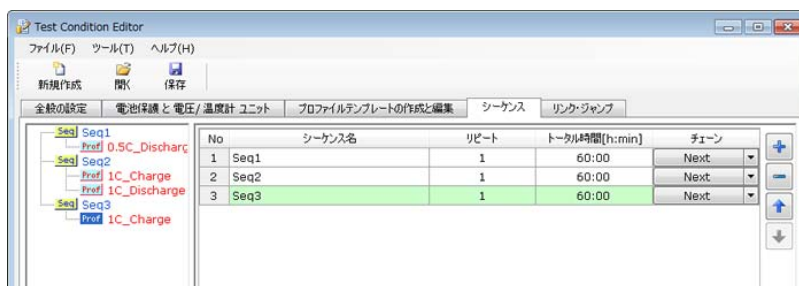 Test Condition Editor
ファイル(F) ツール(T) ヘルプ(H)
新規作成 開く 保存
全般の設定 電池保護 と 電圧/温度計 ユニット プロファイルテンプレートの作成と編集 シーケンス リンク・ジャンプ
Seq Seq1
Prof 0.5C_Discharg
Seq Seq2
Prof 1C_Charge
Prof 1C_Discharge
Seq Seq3
Prof 1C_Charge
No シーケンス名 リピート トータル時間[h:min] チェーン
1 Seq1 1 60:00 Next
2 Seq2 1 60:00 Next
3 Seq3 1 60:00 Next